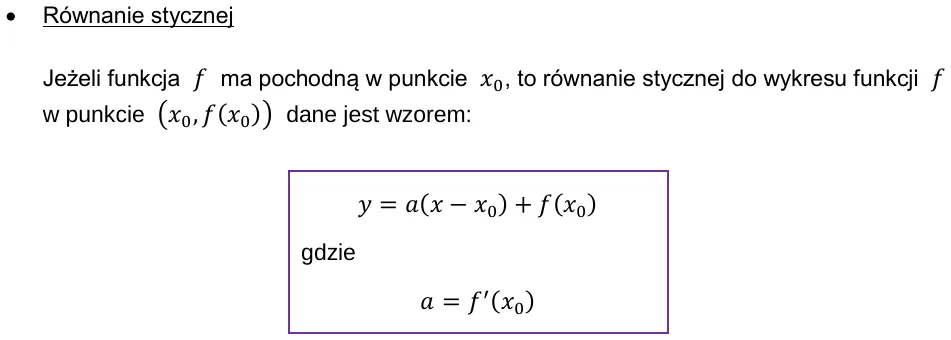 • Równanie stycznej
Jeżeli funkcja f ma pochodną w punkcie x₀, to równanie stycznej do wykresu funkcji f
w punkcie (x₀, f(x₀)) dane jest wzorem:
y = a(x − x₀) + f(x₀)
gdzie
a = f′(x₀)